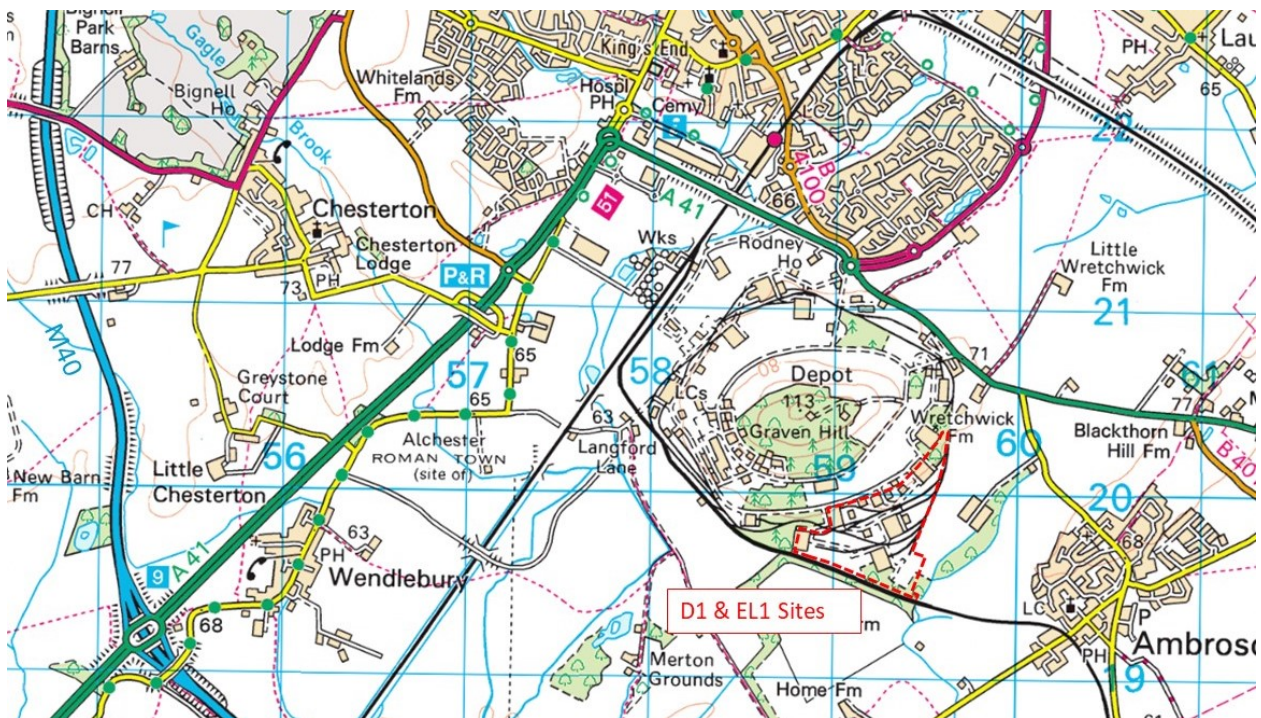 Bignell
Park
Barns
Gagle
Bignell
Ho
Brook
Whitelands
Fm
King's End
Hospl
PH
Cemy
i
LC
PH
Lau
65
22
B
4100
A 41
51
66
CH
Chesterton
Chesterton
Lodge
77
PH
73
P&R
Wks
Rodney
Ho
Little
Wretchwick
Fm
21
M40
Lodge Fm
65
57
58
Depot
80
71
61
77
Greystone
Court
65
LCs
113
Graven Hill
Wretchwick
Fm
60
Blackthorn
Hill Fm
56
Alchester
ROMAN TOWN
(site of)
63
Langford
Lane
59
New Barn
Fm
Little
Chesterton
20
68
63
PH
Wendlebury
9
A 41
68
D1 & EL1 Sites
rm
LC
P
Ambrosc
PH
Merton
Grounds
Home Fm
19